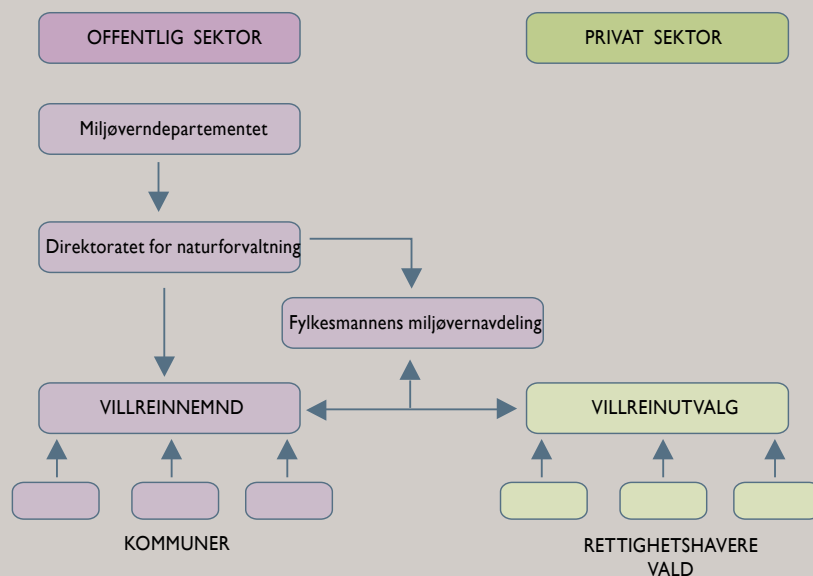 OFFENTLIG SEKTOR
PRIVAT SEKTOR
Miljøverndepartementet
Direktoratet for naturforvaltning
Fylkesmannens miljøvernavdeling
VILLREINNEMND
VILLREINUTVALG
KOMMUNER
RETTIGHETSHAVERE
VALD